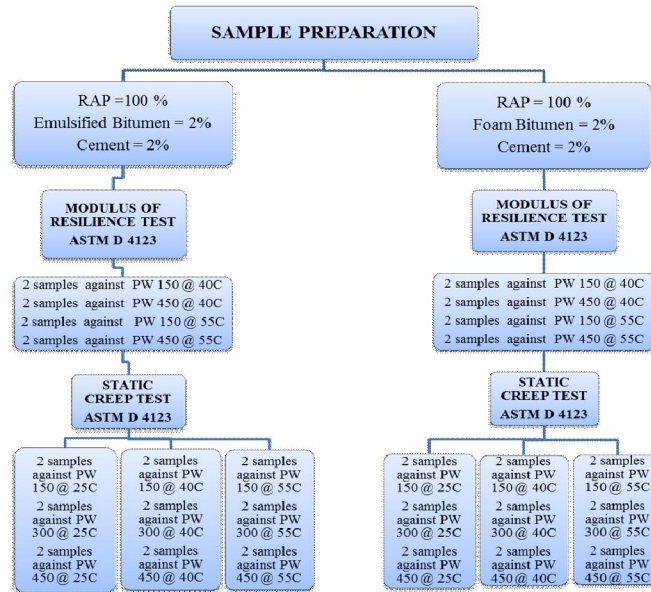 SAMPLE PREPARATION
RAP =100 %
Emulsified Bitumen = 2%
Cement = 2%
MODULUS OF
RESILIENCE TEST
ASTM D 4123
2 samples against PW 150 @ 40C
2 samples against PW 450 @ 40C
2 samples against PW 150 @ 55C
2 samples against PW 450 @ 55C
STATIC
CREEP TEST
ASTM D 4123
2 samples
against PW
150 @ 25C
2 samples
against PW
300 @ 25C
2 samples
against PW
450 @ 25C
2 samples
against PW
150 @ 40C
2 samples
against PW
300 @ 40C
2 samples
against PW
450 @ 40C
2 samples
against PW
150 @ 55C
2 samples
against PW
300 @ 55C
2 samples
against PW
450 @ 55C
RAP = 100 %
Foam Bitumen = 2%
Cement = 2%
MODULUS OF
RESILIENCE TEST
ASTM D 4123
2 samples against PW 150 @ 40C
2 samples against PW 450 @ 40C
2 samples against PW 150 @ 55C
2 samples against PW 450 @ 55C
STATIC
CREEP TEST
ASTM D 4123
2 samples
against PW
150 @ 25C
2 samples
against PW
300 @ 25C
2 samples
against PW
450 @ 25C
2 samples
against PW
150 @ 40C
2 samples
against PW
300 @ 40C
2 samples
against PW
450 @ 40C
2 samples
against PW
150 @ 55C
2 samples
against PW
300 @ 55C
2 samples
against PW
450 @ 55C